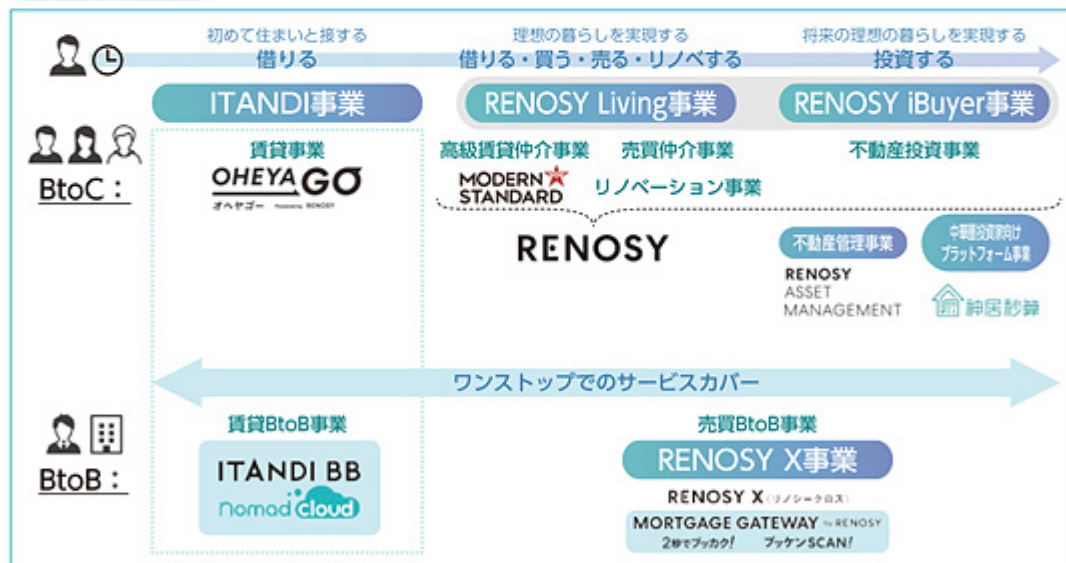 初めて住まいと接する
借りる
理想の暮らしを実現する
借りる・買う・売る・リノベする
将来の理想の暮らしを実現する
投資する
ITANDI事業
RENOSY Living事業
RENOSY iBuyer事業
BtoC：
賃貸事業
OHEYAGO
オヘヤゴー Powered by RENOSY
高級賃貸仲介事業
売買仲介事業
MODERN STANDARD
リノベーション事業
不動産投資事業
RENOSY
不動産管理事業
RENOSY
ASSET
MANAGEMENT
中華圏投資家向け
プラットフォーム事業
神居秒算
ワンストップでのサービスカバー
BtoB：
賃貸BtoB事業
ITANDI BB
nomad cloud
売買BtoB事業
RENOSY X事業
RENOSY X（リノシークロス）
MORTGAGE GATEWAY by RENOSY
2秒でブッカク! ブッケンSCAN!